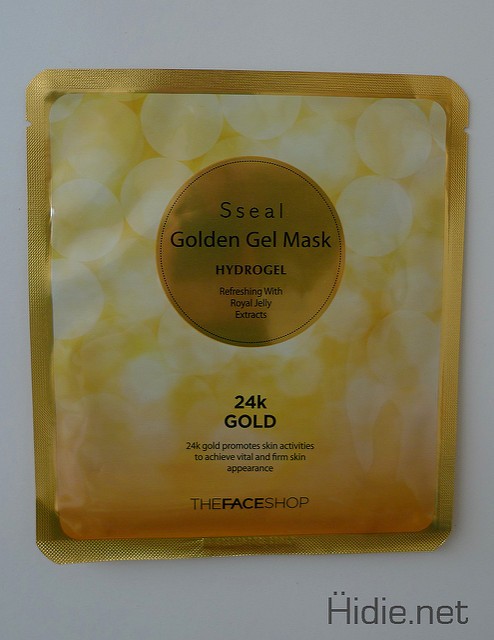 Sseal
Golden Gel Mask
HYDROGEL
Refreshing With
Royal Jelly
Extracts
24k
GOLD
24k gold promotes skin activities
to achieve vital and firm skin
appearance
THEFACESHOP
Ḧidie.net